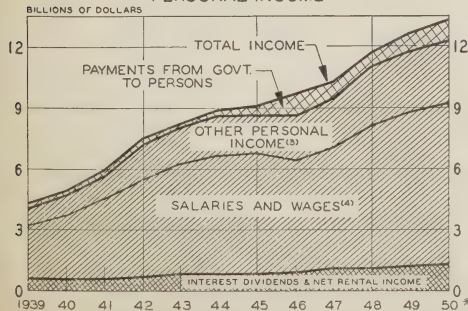 PERSONAL INCOME
BILLIONS OF DOLLARS
12
12
TOTAL INCOME
PAYMENTS FROM GOVT.
TO PERSONS
9
9
OTHER PERSONAL
INCOME(3)
6
6
SALARIES AND WAGES(4)
3
3
INTEREST DIVIDENDS & NET RENTAL INCOME
0
0
1939 40 41 42 43 44 45 46 47 48 49 50 *